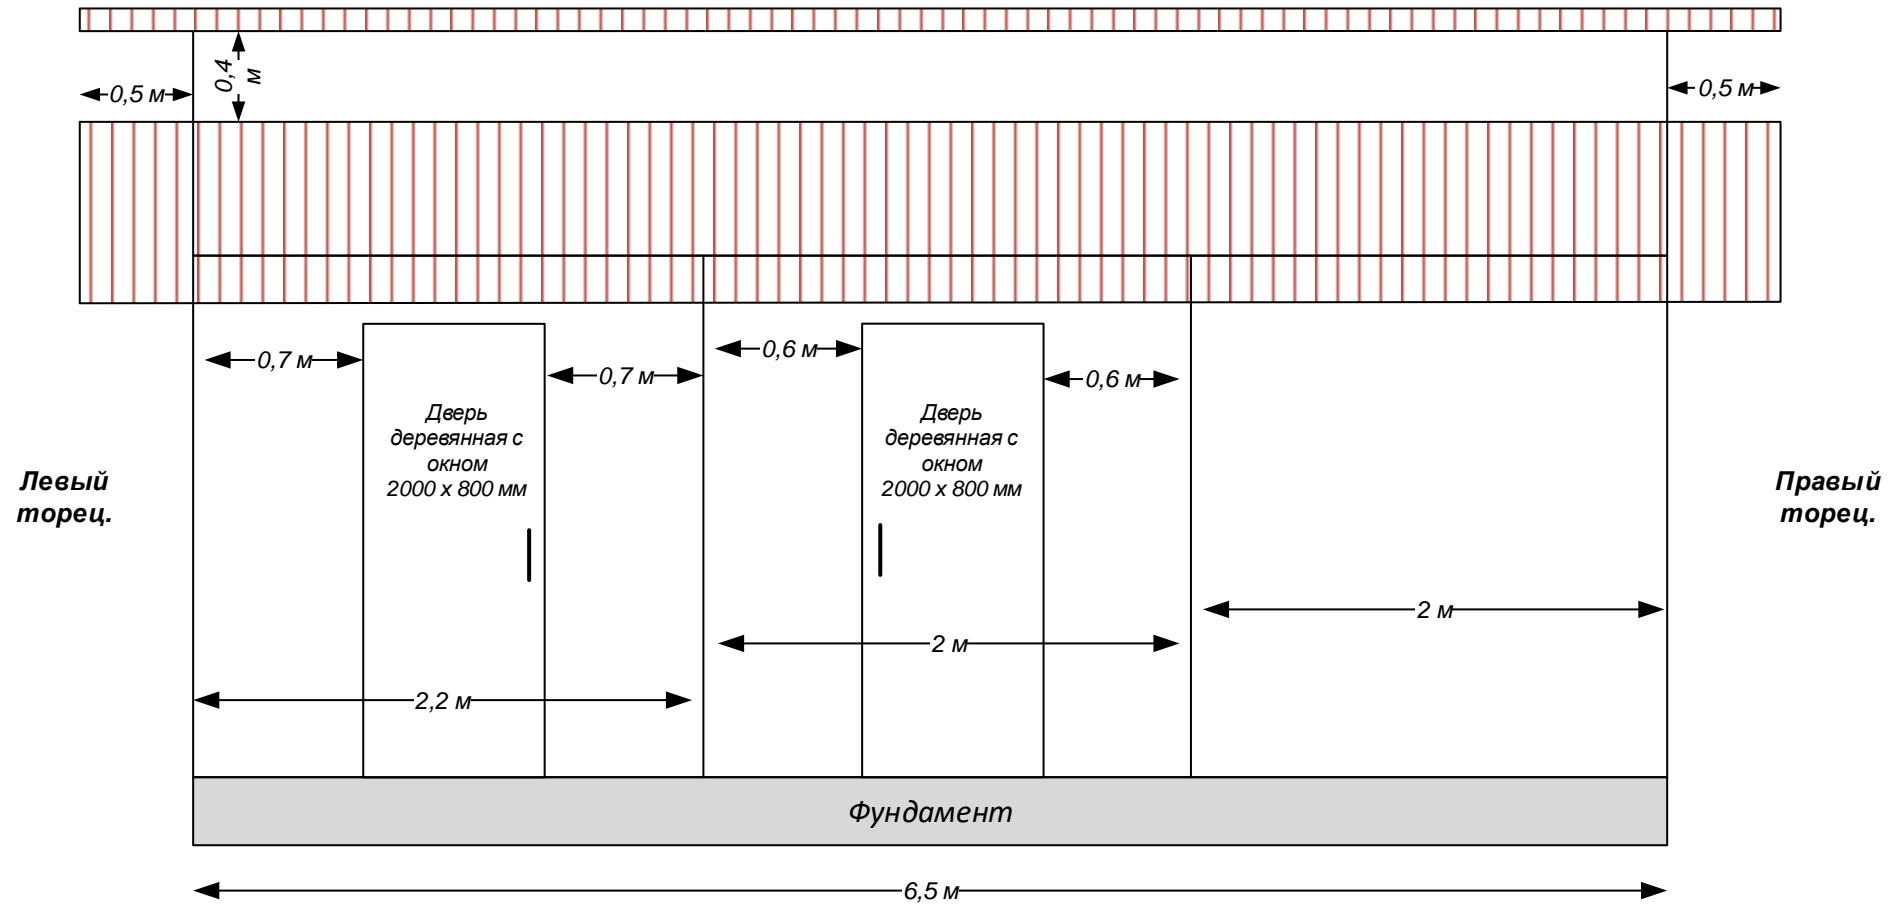 0,4
м
0,5 м
0,5 м
0,7 м
0,7 м
0,6 м
0,6 м
Дверь
деревянная с
окном
2000 x 800 мм
Дверь
деревянная с
окном
2000 x 800 мм
Левый
торец.
Правый
торец.
2 м
2 м
2,2 м
Фундамент
6,5 м